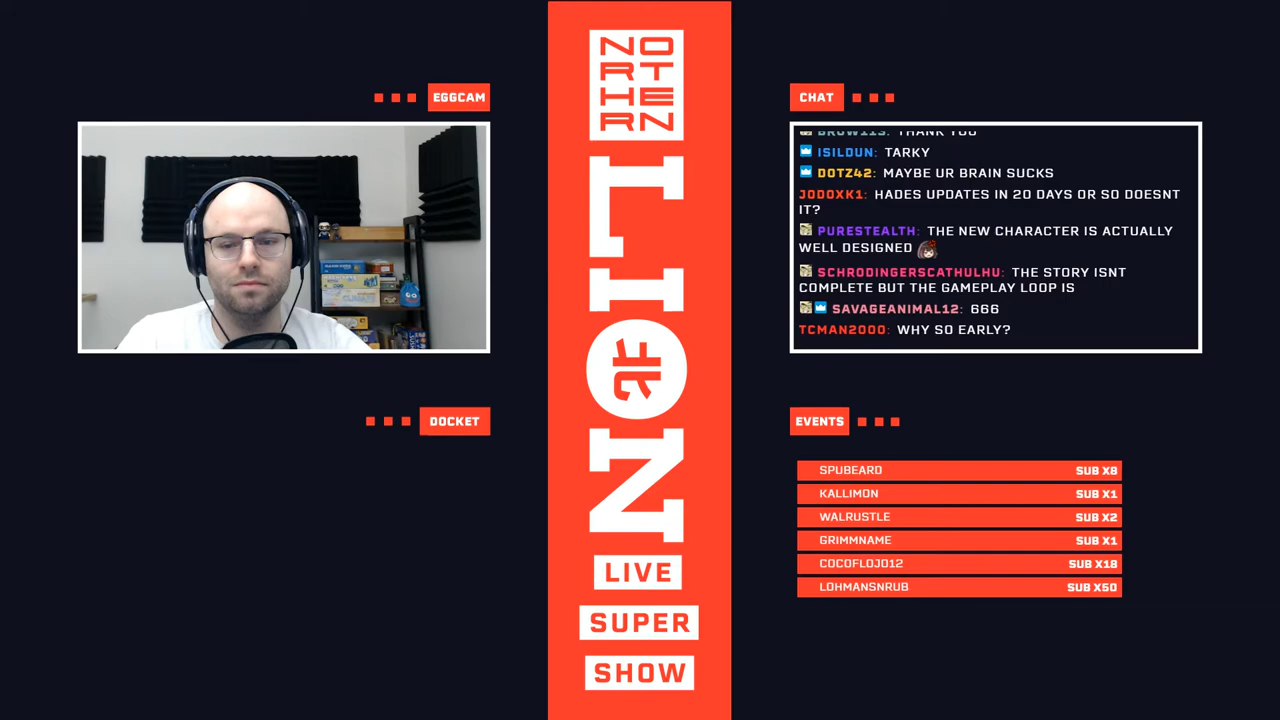 EGGCAM
DOCKET
NO
RT
HE
RN
LION
LIVE
SUPER
SHOW
CHAT
BROW113: THANK YOU
ISILDUN: TARKY
DOTZ42: MAYBE UR BRAIN SUCKS
JODOXK1: HADES UPDATES IN 20 DAYS OR SO DOESNT
IT?
PURESTEALTH: THE NEW CHARACTER IS ACTUALLY
WELL DESIGNED
SCHRODINGERSCATHULHU: THE STORY ISNT
COMPLETE BUT THE GAMEPLAY LOOP IS
SAVAGEANIMAL12: 666
TCMAN2000: WHY SO EARLY?
EVENTS
SPUBEARD SUB X8
KALLIMON SUB X1
WALRUSTLE SUB X2
GRIMMNAME SUB X1
COCOFLOJO12 SUB X18
LOHMANSNRUB SUB X50